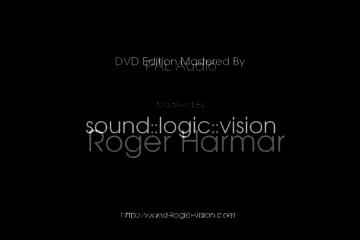 DVD Edition Mastered By
PAL Audio
Mastered By:
sound::logic::vision
Roger Harmar